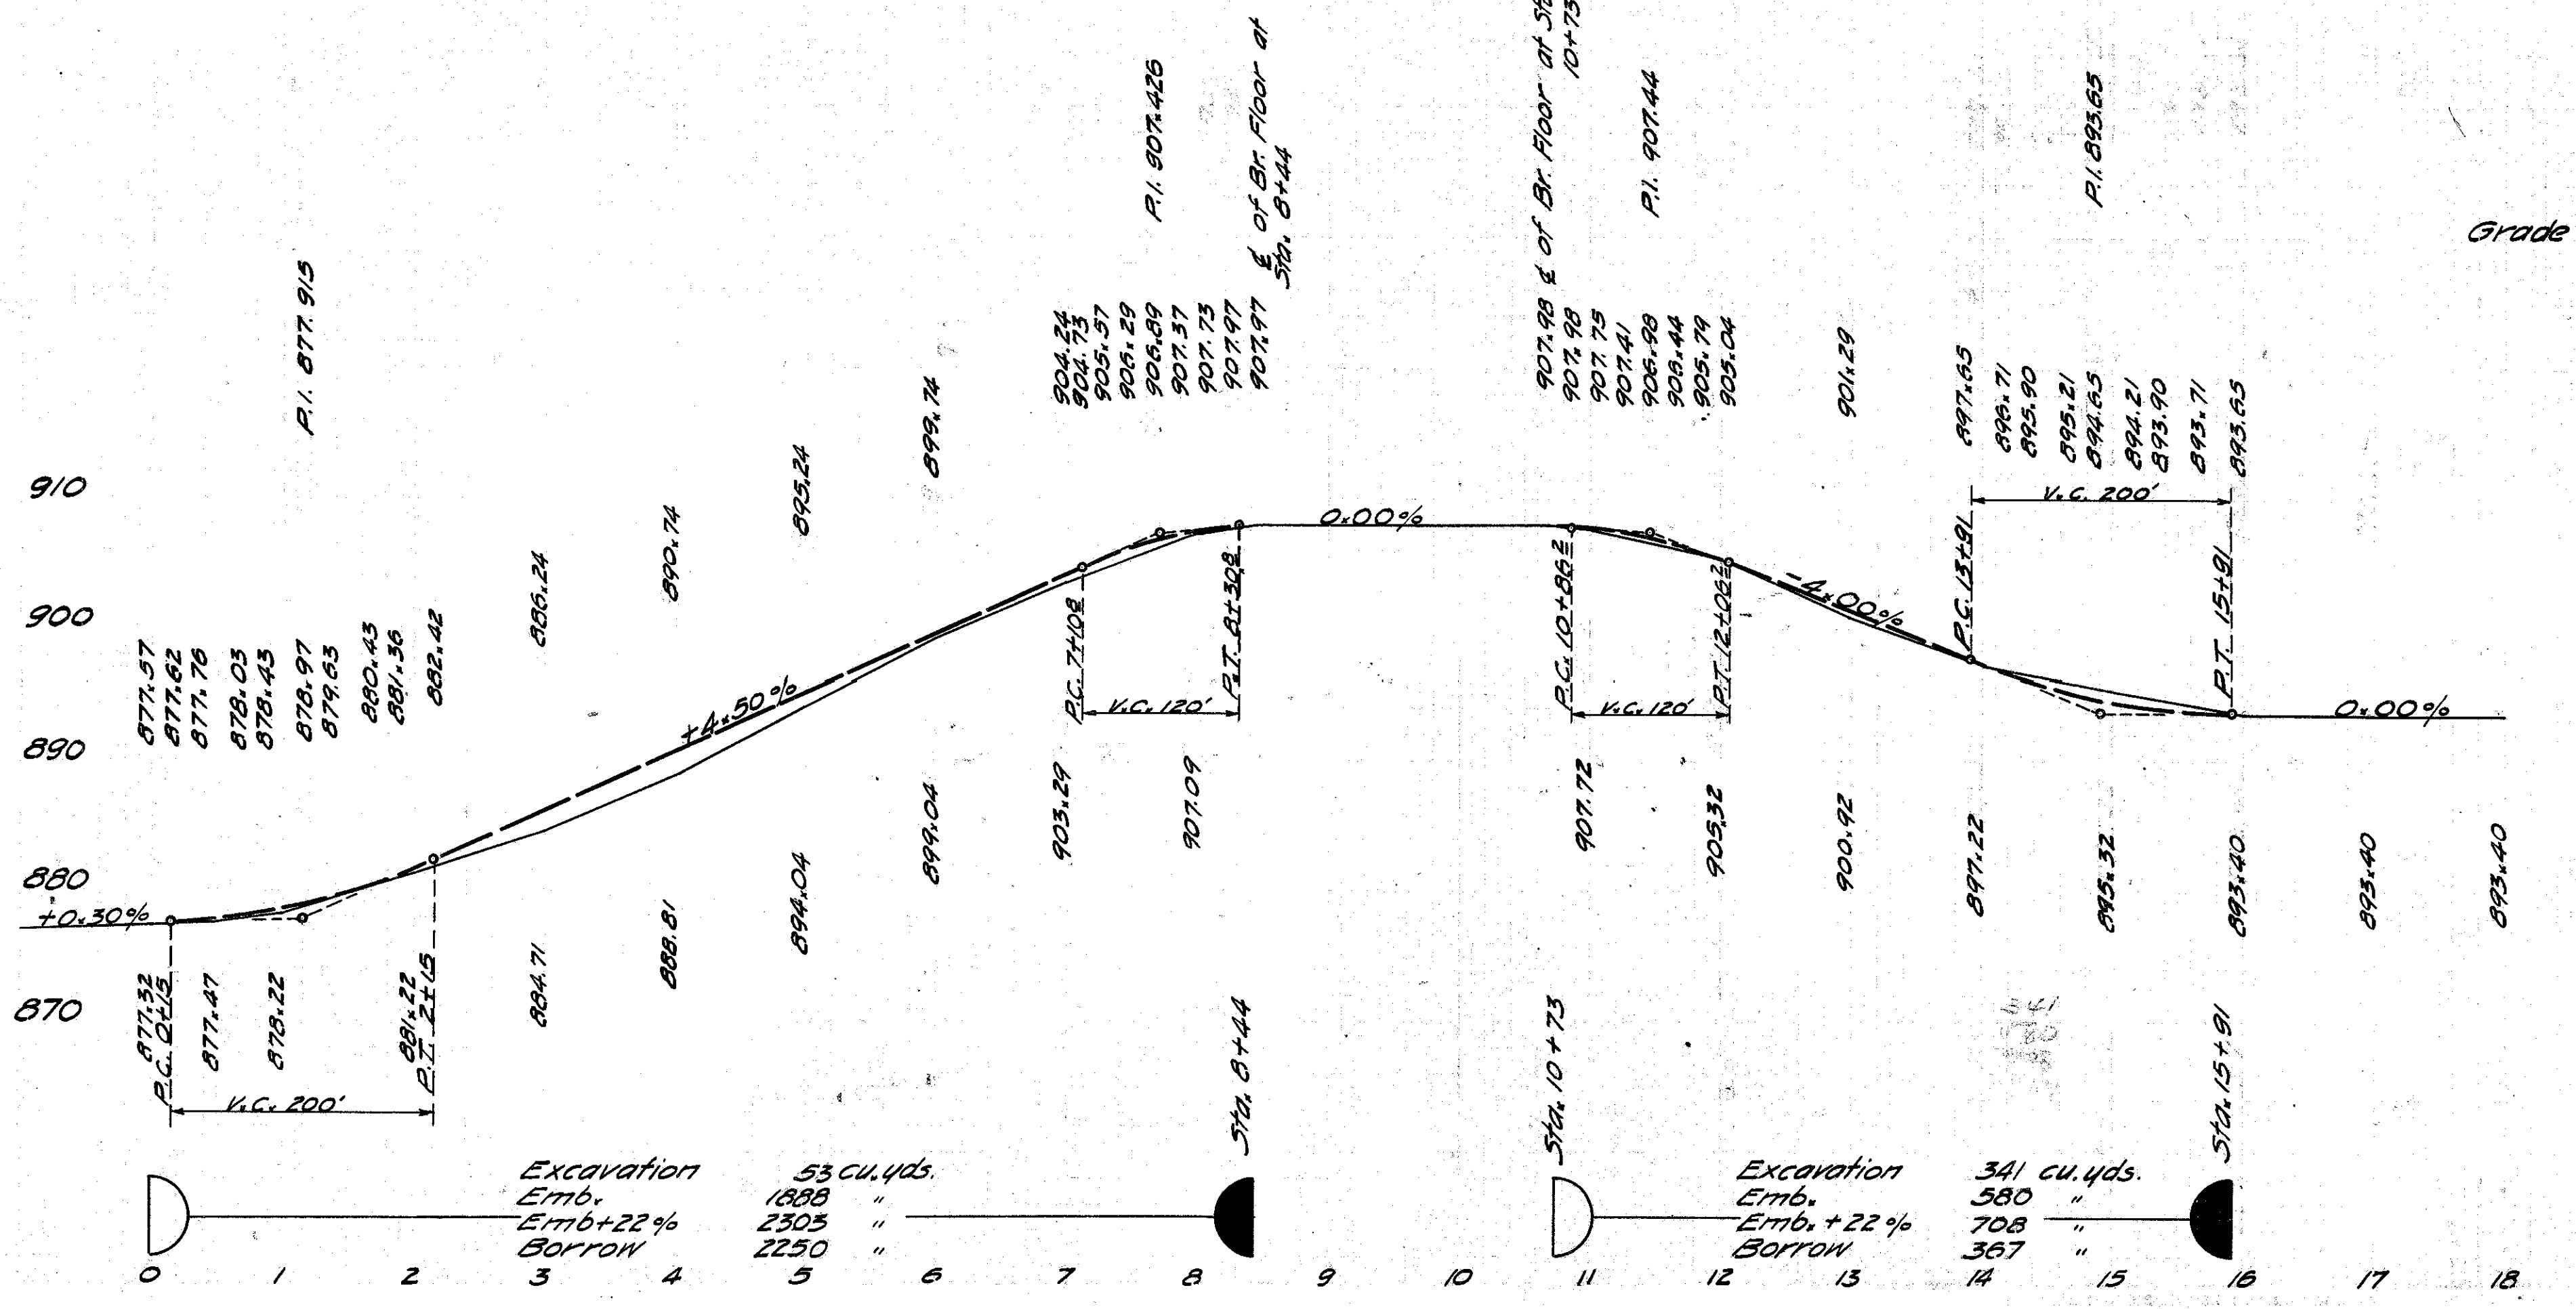 P.I. 877.915
P.I. 907.426
℄ of Br. Floor at
Sta. 8+44
℄ of Br. Floor at
10+73
P.I. 907.44
P.I. 893.65
Grade
877.57
877.62
877.76
878.03
878.43
878.97
879.63
880.43
881.36
882.42
886.24
890.74
895.24
899.74
904.24
904.73
905.57
906.29
906.89
907.37
907.73
907.97
907.97
907.98
907.98
907.75
907.41
906.98
906.44
905.79
905.04
901.29
897.65
896.71
895.90
895.21
894.65
894.21
893.90
893.71
893.65
910
900
890
880
870
+0.30%
+4.50%
0.00%
-4.00%
0.00%
V.C. 200'
P.C. 7+10.8
P.T. 8+30.8
V.C. 120'
P.C. 10+86.2
P.T. 12+06.2
V.C. 120'
P.C. 13+91
P.T. 15+91
877.32
P.C. 0+15
877.47
878.22
881.22
P.T. 2+15
V.C. 200'
884.71
888.81
894.04
899.04
903.29
907.09
907.72
905.32
900.92
897.22
895.32
893.40
893.40
893.40
Sta. 8+44
Sta. 10+73
Sta. 15+91
341
80
Excavation 53 cu.yds.
Emb. 1888 "
Emb+22% 2303 "
Borrow 2250 "
Excavation 341 cu.yds.
Emb. 580 "
Emb.+22% 708 "
Borrow 367 "
0 1 2 3 4 5 6 7 8 9 10 11 12 13 14 15 16 17 18